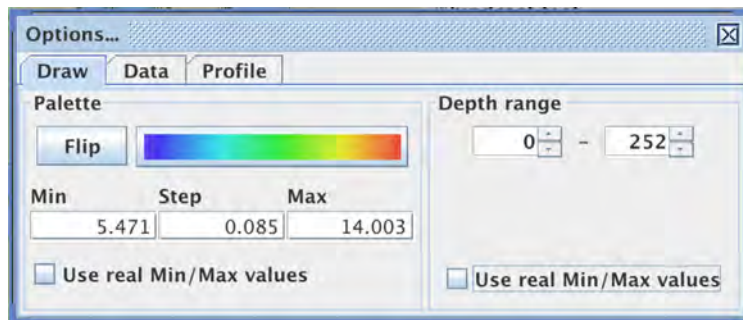 Options...
Draw Data Profile
Palette
Flip
Min Step Max
5.471 0.085 14.003
Use real Min/Max values
Depth range
0 - 252
Use real Min/Max values